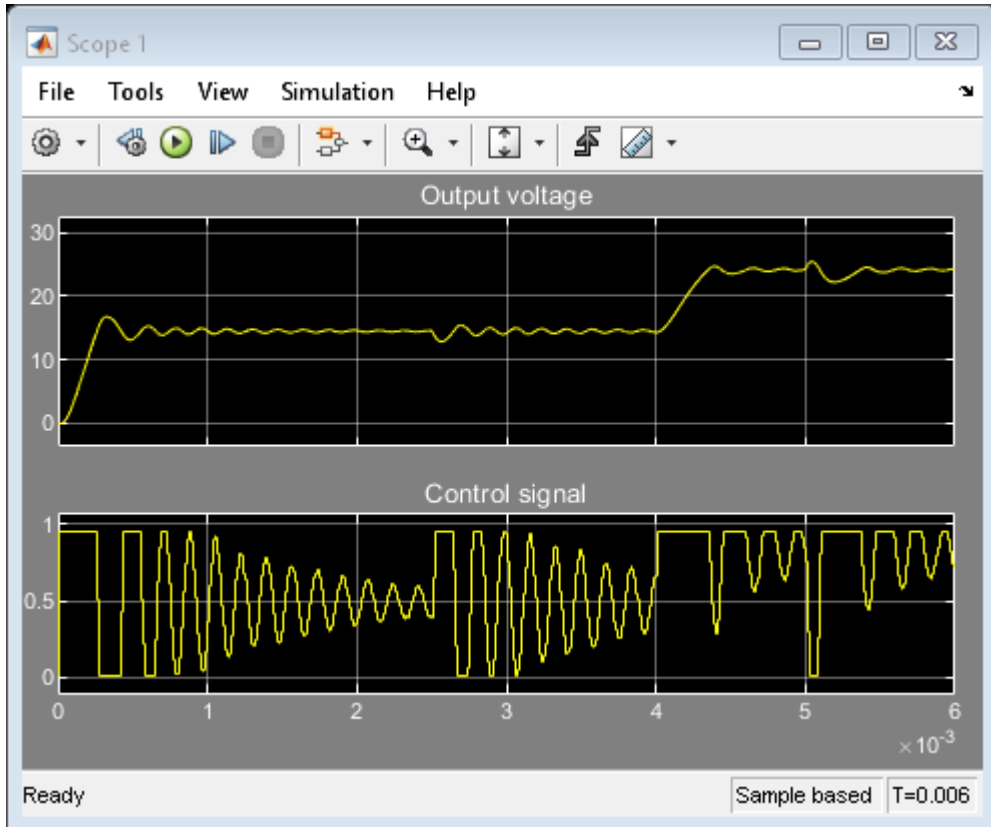 Scope 1
File Tools View Simulation Help
Output voltage
30
20
10
0
Control signal
1
0.5
0
0 1 2 3 4 5 6
×10-3
Ready Sample based T=0.006